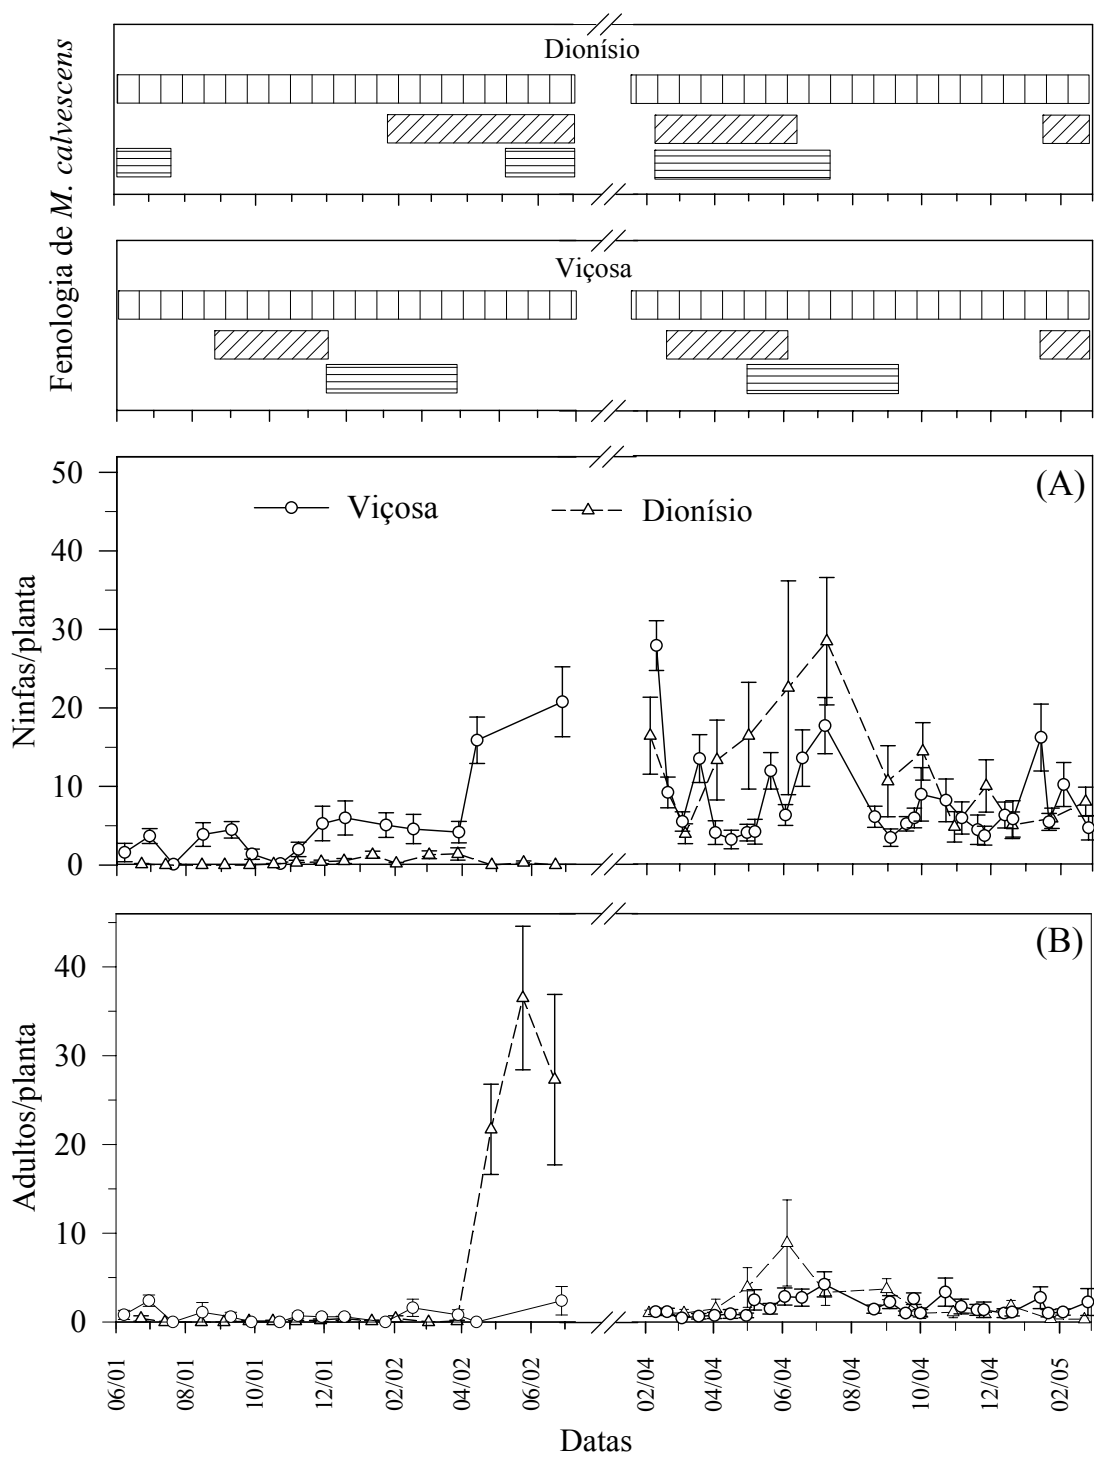 Fenologia de M. calvescens
Dionísio
Viçosa
(A)
Viçosa
Dionísio
Ninfas/planta
50
40
30
20
10
0
(B)
Adultos/planta
40
30
20
10
0
06/01
08/01
10/01
12/01
02/02
04/02
06/02
02/04
04/04
06/04
08/04
10/04
12/04
02/05
Datas